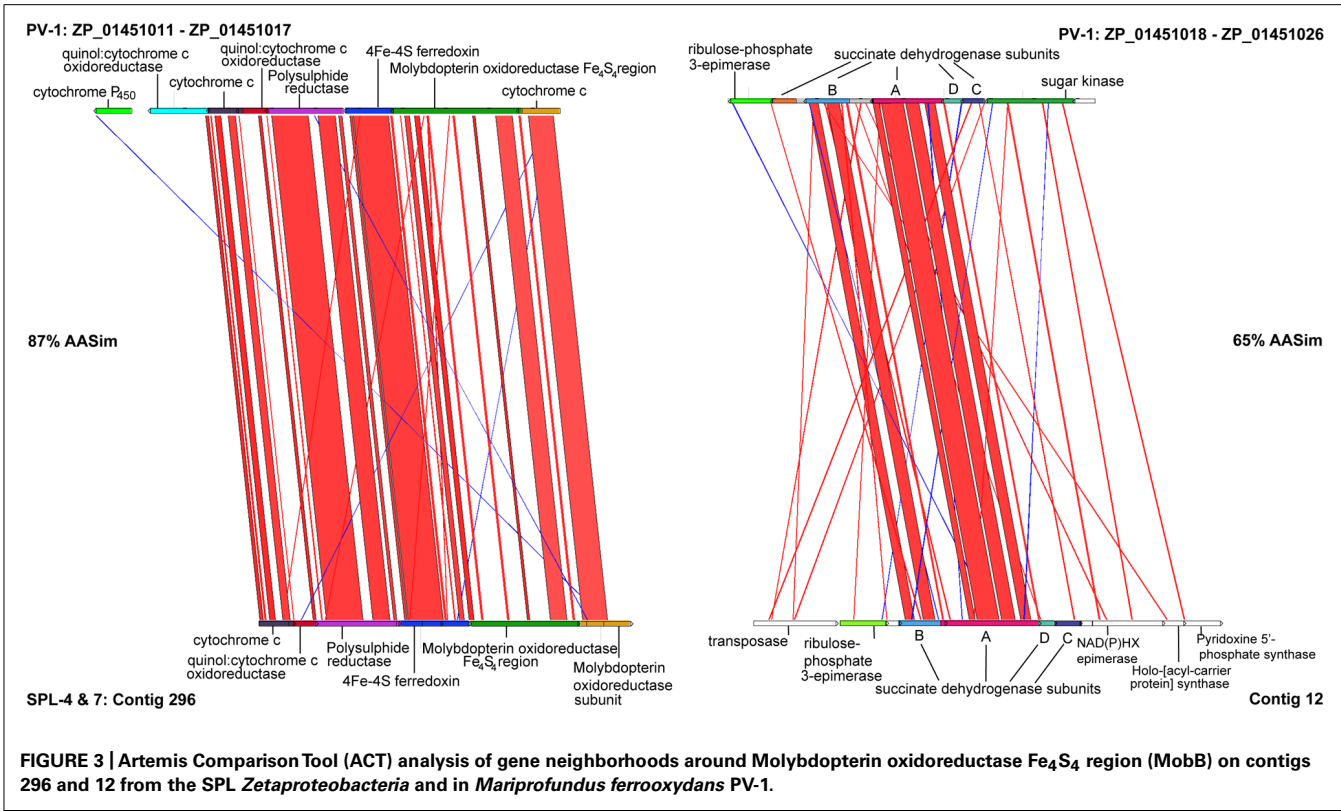 PV-1: ZP_01451011 - ZP_01451017
quinol:cytochrome c
oxidoreductase
cytochrome P450
cytochrome c
quinol:cytochrome c
oxidoreductase
Polysulphide
reductase
4Fe-4S ferredoxin
Molybdopterin oxidoreductase Fe4S4 region
cytochrome c
87% AASim
cytochrome c
quinol:cytochrome c
oxidoreductase
Polysulphide
reductase
4Fe-4S ferredoxin
Molybdopterin oxidoreductase
Fe4S4 region
Molybdopterin
oxidoreductase
subunit
SPL-4 & 7: Contig 296
PV-1: ZP_01451018 - ZP_01451026
ribulose-phosphate
3-epimerase
succinate dehydrogenase subunits
B
A
D
C
sugar kinase
65% AASim
transposase
ribulose-
phosphate
3-epimerase
B
A
D
C
succinate dehydrogenase subunits
NAD(P)HX
epimerase
Holo-[acyl-carrier
protein] synthase
Pyridoxine 5'-
phosphate synthase
Contig 12
FIGURE 3 | Artemis Comparison Tool (ACT) analysis of gene neighborhoods around Molybdopterin oxidoreductase Fe4S4 region (MobB) on contigs
296 and 12 from the SPL Zetaproteobacteria and in Mariprofundus ferrooxydans PV-1.